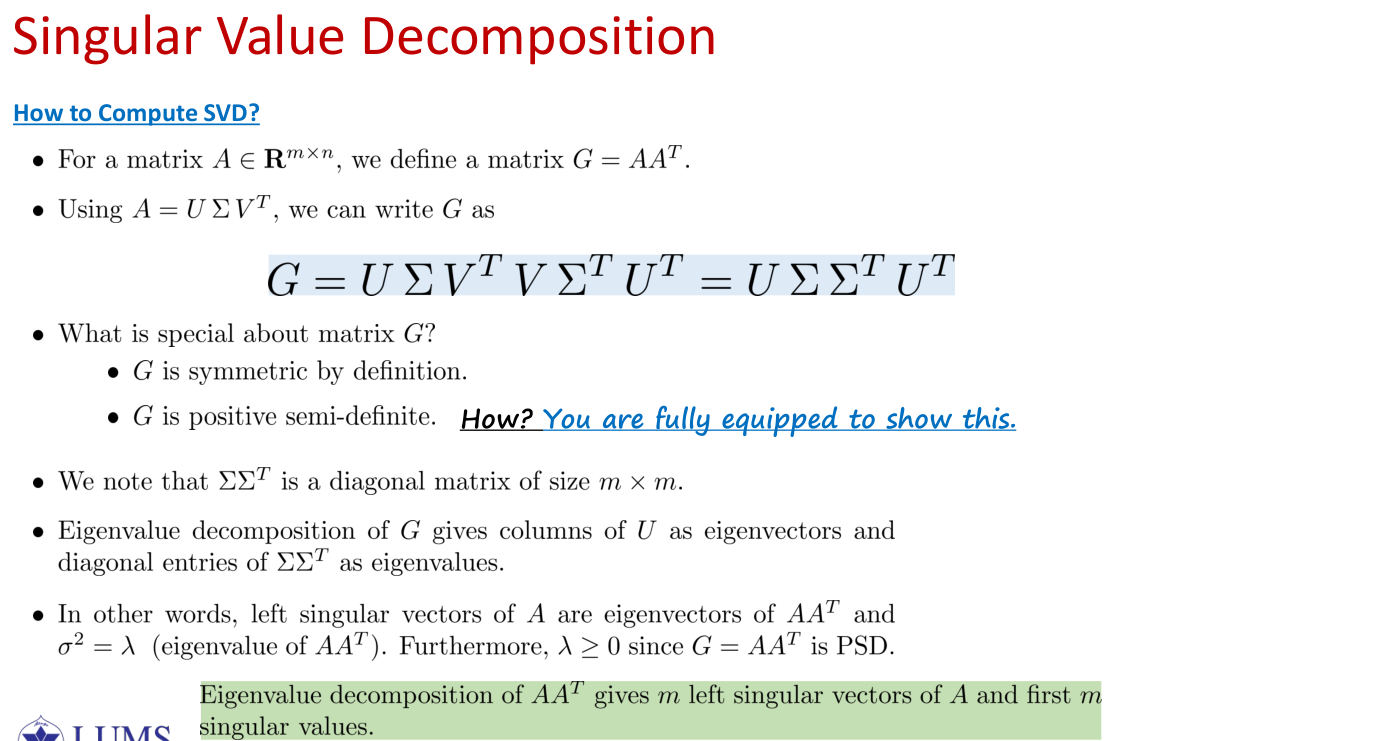 Singular Value Decomposition
How to Compute SVD?
• For a matrix A ∈ R^{m×n}, we define a matrix G = AA^T.
• Using A = U Σ V^T, we can write G as
G = U Σ V^T V Σ^T U^T = U Σ Σ^T U^T
• What is special about matrix G?
• G is symmetric by definition.
• G is positive semi-definite. How? You are fully equipped to show this.
• We note that ΣΣ^T is a diagonal matrix of size m × m.
• Eigenvalue decomposition of G gives columns of U as eigenvectors and
diagonal entries of ΣΣ^T as eigenvalues.
• In other words, left singular vectors of A are eigenvectors of AA^T and
σ² = λ (eigenvalue of AA^T). Furthermore, λ ≥ 0 since G = AA^T is PSD.
Eigenvalue decomposition of AA^T gives m left singular vectors of A and first m
singular values.
LUMS